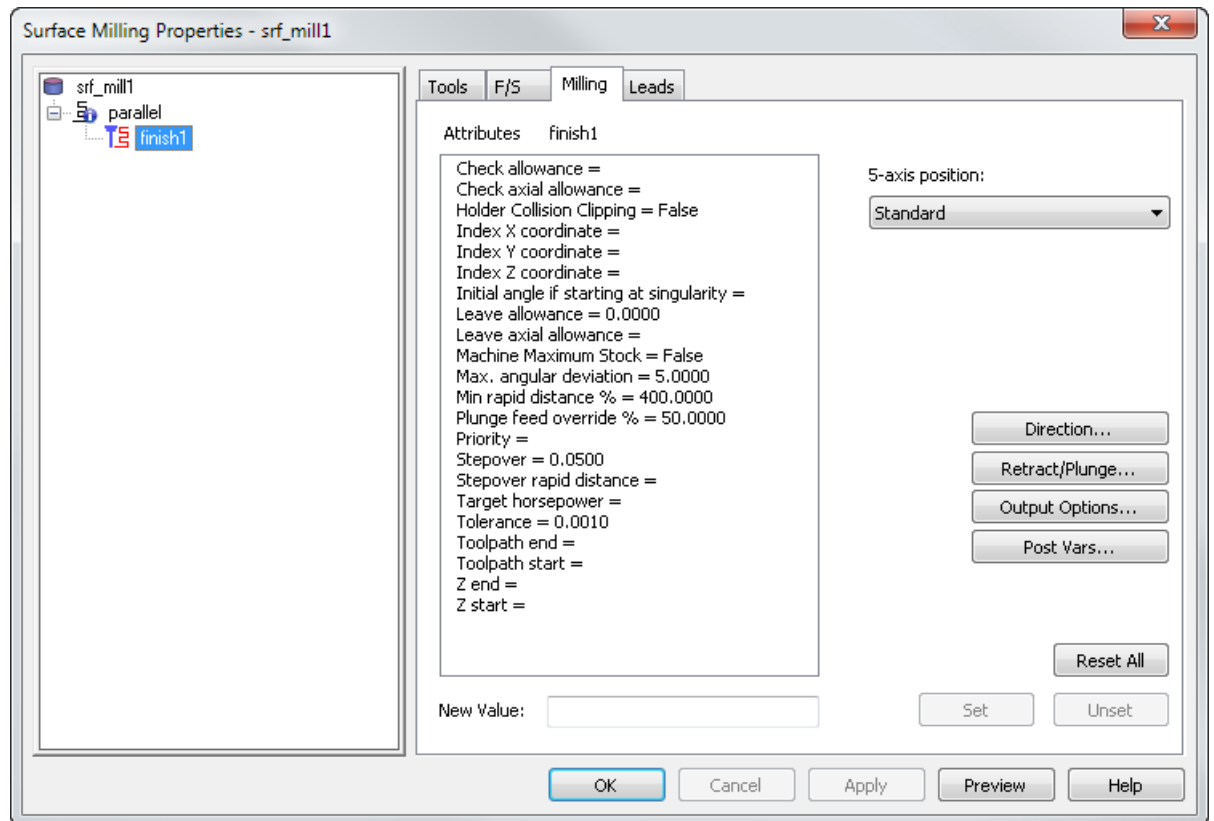 Surface Milling Properties - srf_mill1
srf_mill1
parallel
finish1
Tools F/S Milling Leads
Attributes finish1
Check allowance =
Check axial allowance =
Holder Collision Clipping = False
Index X coordinate =
Index Y coordinate =
Index Z coordinate =
Initial angle if starting at singularity =
Leave allowance = 0.0000
Leave axial allowance =
Machine Maximum Stock = False
Max. angular deviation = 5.0000
Min rapid distance % = 400.0000
Plunge feed override % = 50.0000
Priority =
Stepover = 0.0500
Stepover rapid distance =
Target horsepower =
Tolerance = 0.0010
Toolpath end =
Toolpath start =
Z end =
Z start =
5-axis position:
Standard
Direction...
Retract/Plunge...
Output Options...
Post Vars...
Reset All
New Value: Set Unset
OK Cancel Apply Preview Help